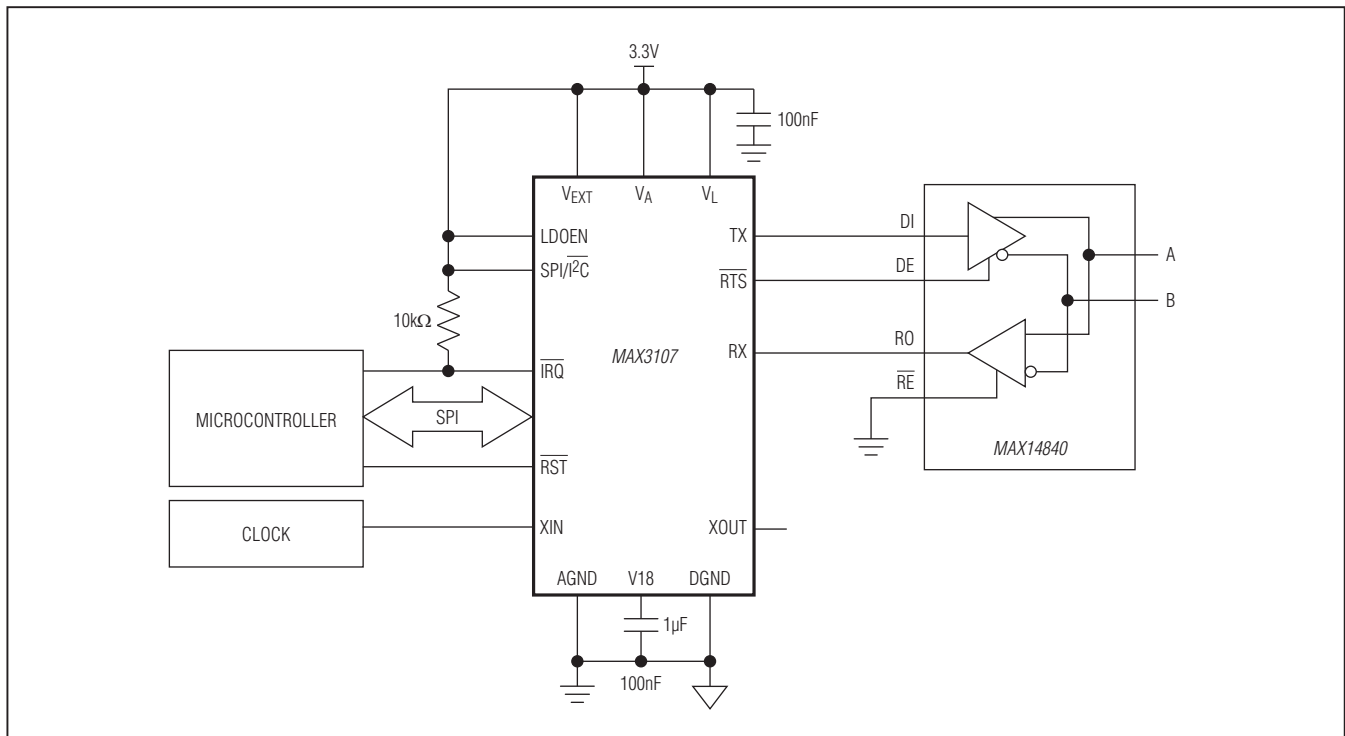 3.3V
100nF
VEXT
VA
VL
LDOEN
SPI/I2C
10kΩ
IRQ
MICROCONTROLLER
SPI
RST
CLOCK
XIN
MAX3107
TX
RTS
RX
XOUT
AGND
V18
DGND
1µF
100nF
DI
DE
RO
RE
MAX14840
A
B